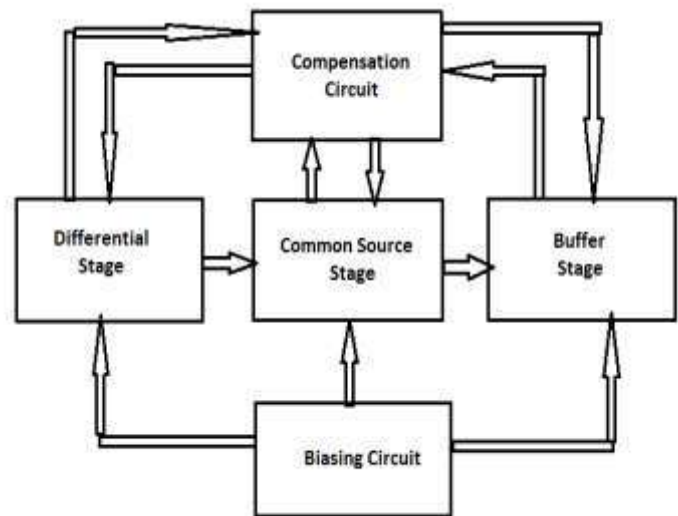 Compensation
Circuit
Differential
Stage
Common Source
Stage
Buffer
Stage
Biasing Circuit